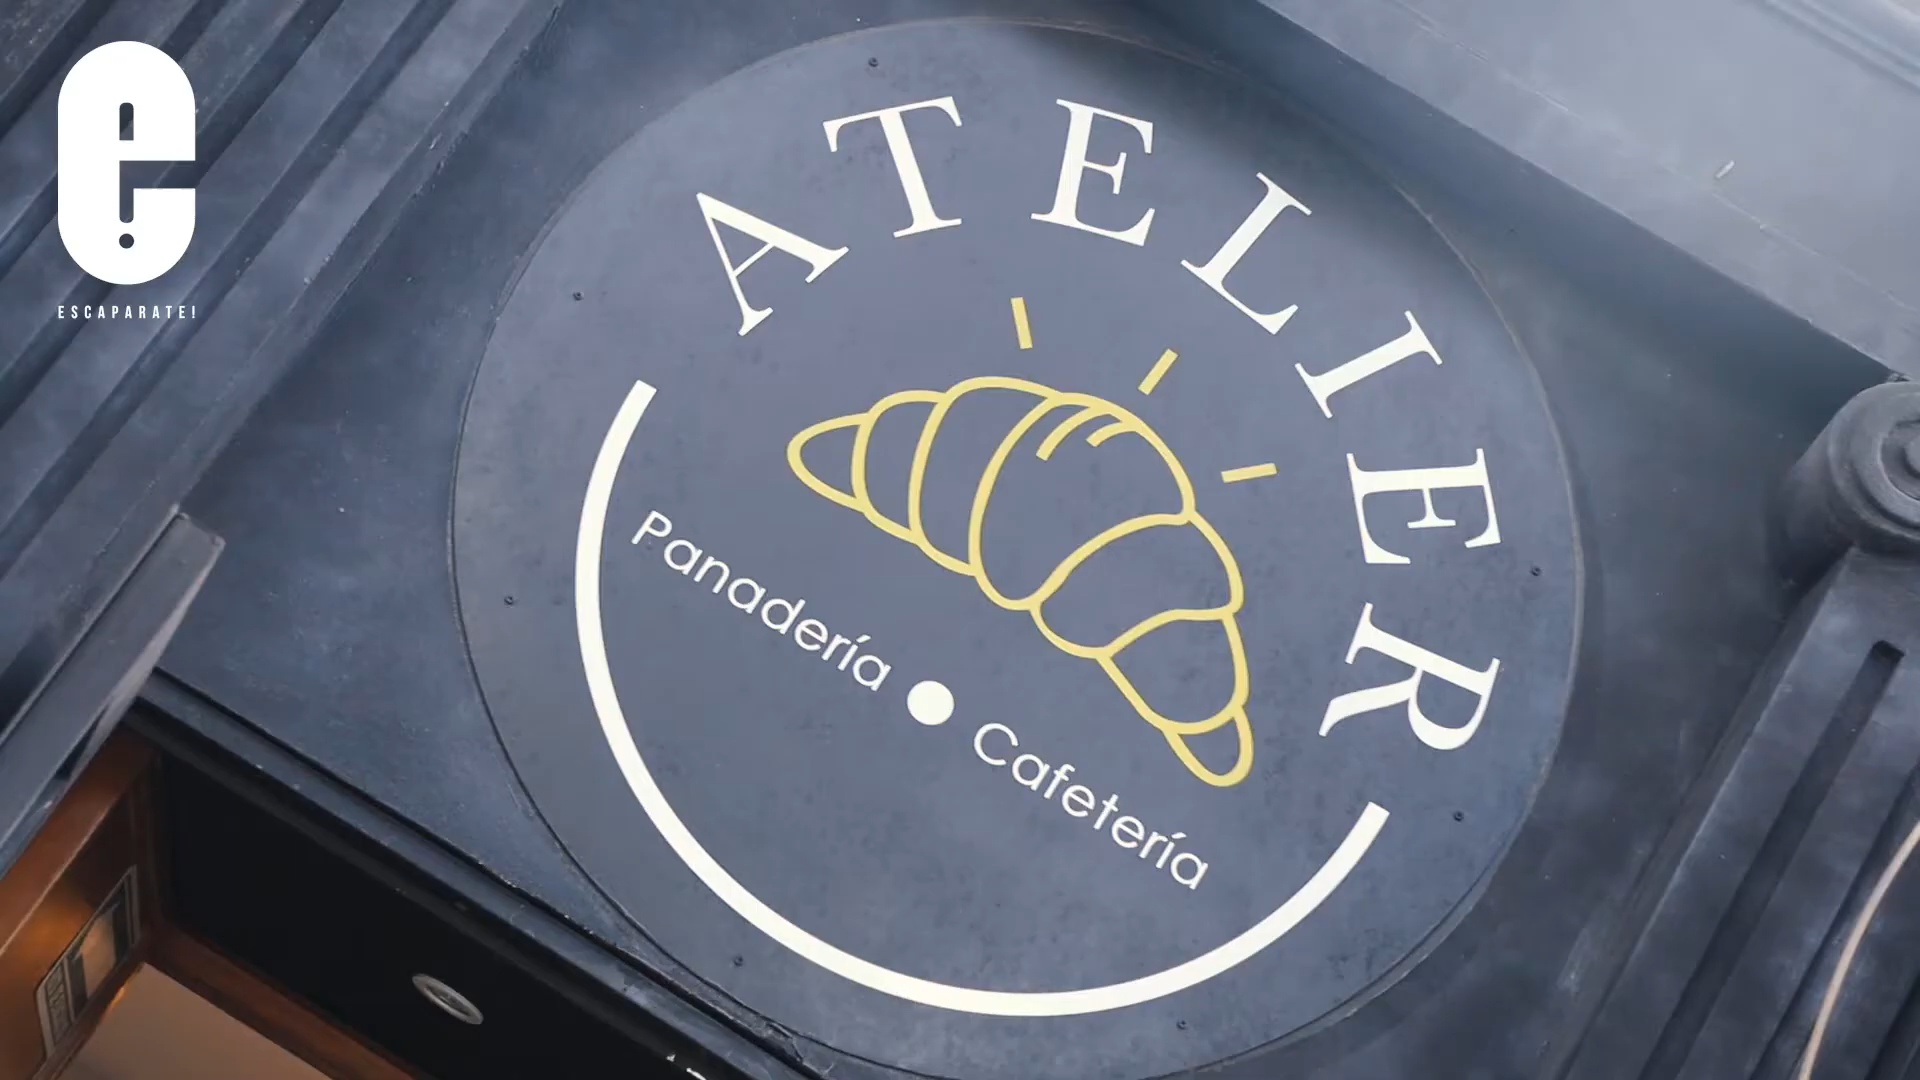 e
ESCAPARATE!
ATELIER
Panadería • Cafetería